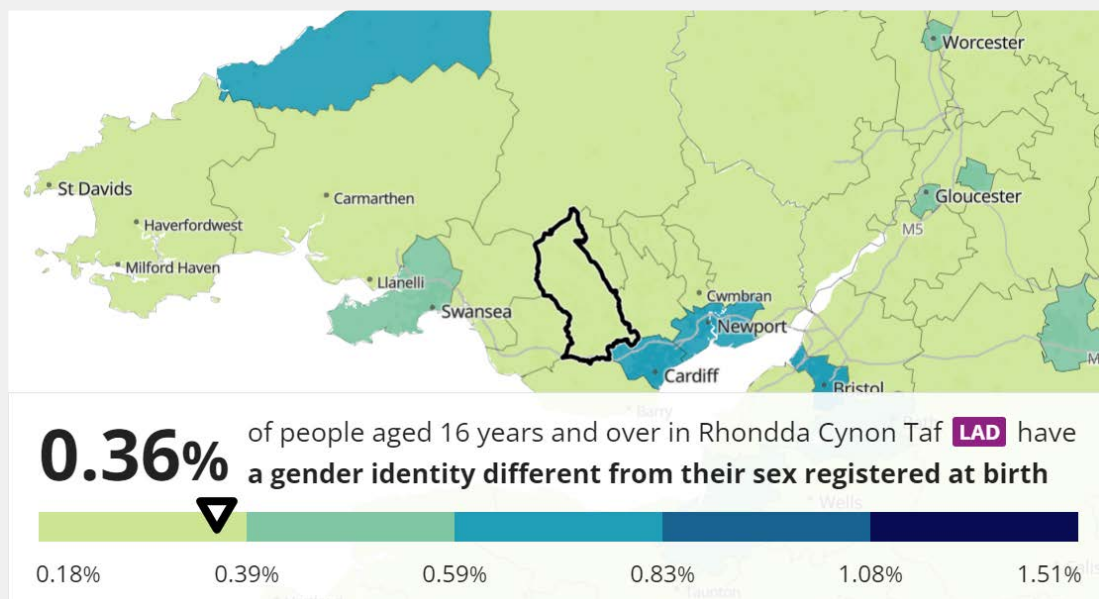 Worcester
St Davids
Carmarthen
Gloucester
Haverfordwest
M5
Milford Haven
Llanelli
Cwmbran
Swansea
Newport
Cardiff
Bristol
Barry
0.36% of people aged 16 years and over in Rhondda Cynon Taf LAD have
a gender identity different from their sex registered at birth
Wells
0.18% 0.39% 0.59% 0.83% 1.08% 1.51%
Taunton